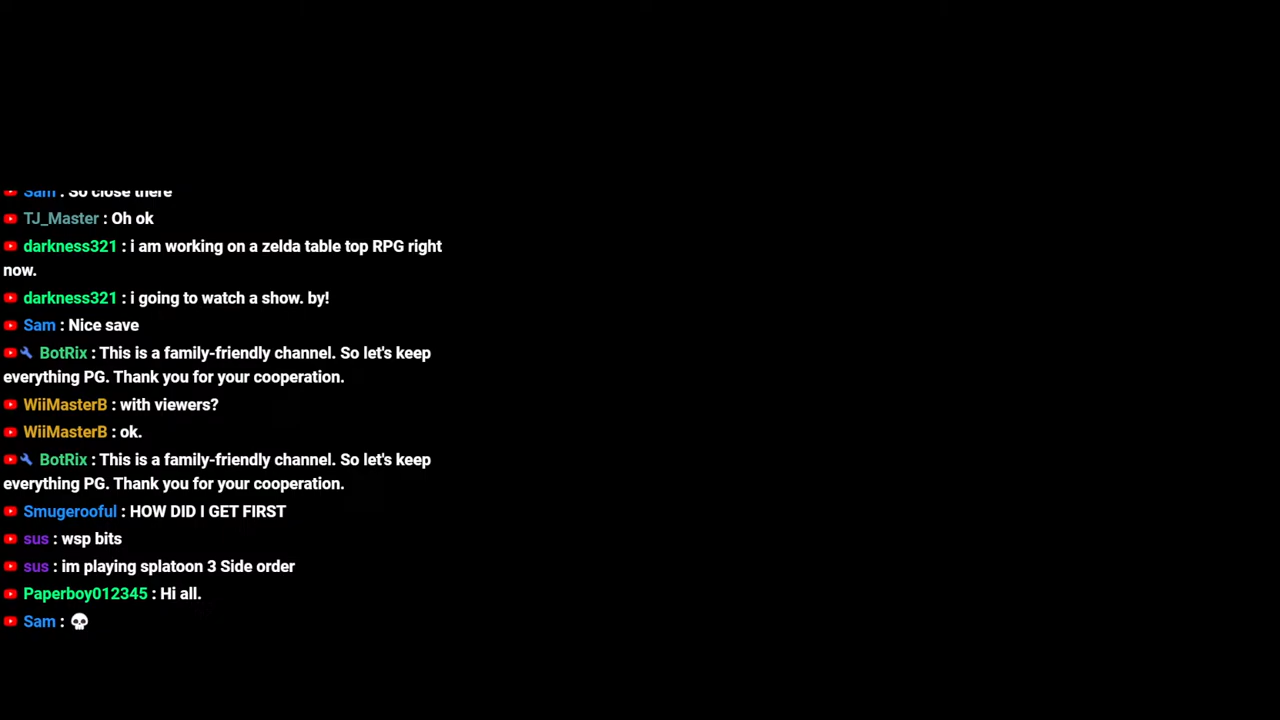 Sam : So close there
TJ_Master : Oh ok
darkness321 : i am working on a zelda table top RPG right
now.
darkness321 : i going to watch a show. by!
Sam : Nice save
BotRix : This is a family-friendly channel. So let's keep
everything PG. Thank you for your cooperation.
WiiMasterB : with viewers?
WiiMasterB : ok.
BotRix : This is a family-friendly channel. So let's keep
everything PG. Thank you for your cooperation.
Smugerooful : HOW DID I GET FIRST
sus : wsp bits
sus : im playing splatoon 3 Side order
Paperboy012345 : Hi all.
Sam : 💀